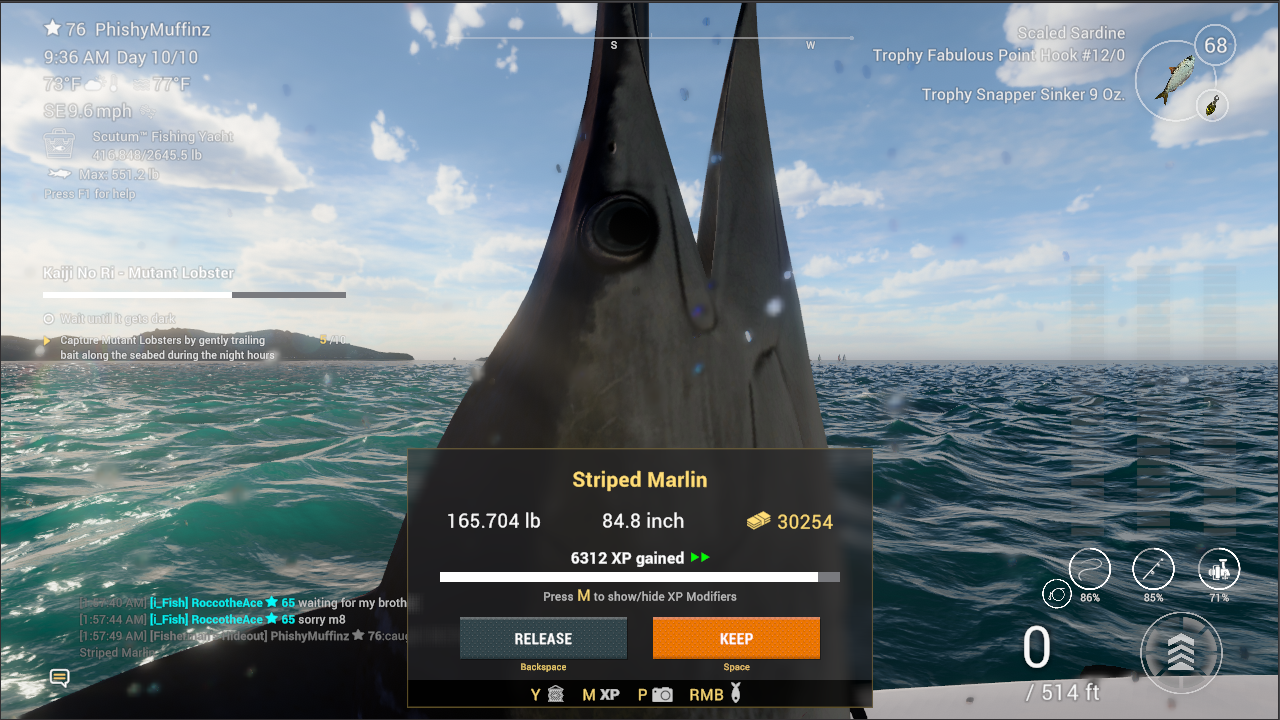 76 PhishyMuffinz
9:36 AM Day 10/10
73°F 77°F
SE 9.6 mph
Scutum™ Fishing Yacht
416.848/2645.5 lb
Max: 551.2 lb
Press F1 for help
Kaiji No Ri - Mutant Lobster
Wait until it gets dark
Capture Mutant Lobsters by gently trailing 5 /10
bait along the seabed during the night hours
S W
Scaled Sardine
Trophy Fabulous Point Hook #12/0
68
Trophy Snapper Sinker 9 Oz.
Striped Marlin
165.704 lb 84.8 inch 30254
6312 XP gained
Press M to show/hide XP Modifiers
RELEASE KEEP
Backspace Space
Y M XP P RMB
[1:57:40 AM] [i_Fish] RoccotheAce 65 waiting for my broth
[1:57:44 AM] [i_Fish] RoccotheAce 65 sorry m8
[1:57:49 AM] [Fisherman's Hideout] PhishyMuffinz 76:caug
Striped Marlin
86% 85% 71%
0
/ 514 ft